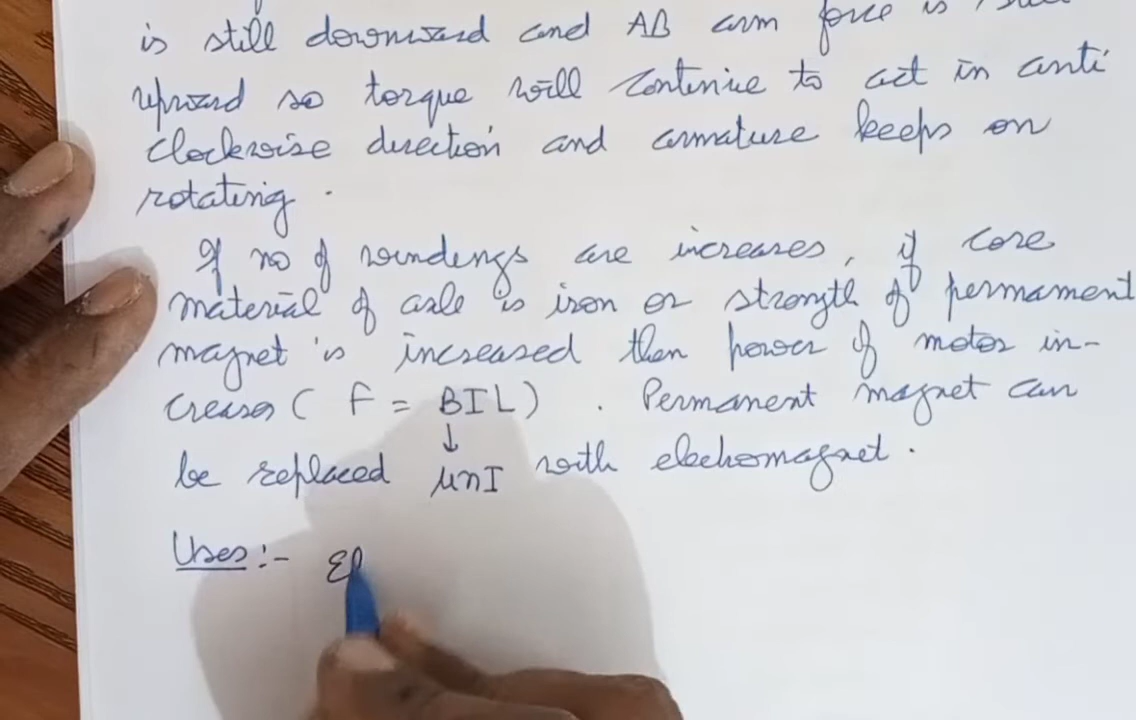 is still downward and AB arm force is still
upward so torque will continue to act in anti
clockwise direction and armature keeps on
rotating.
If no of windings are increases, if core
material of axle is iron or strength of permament
magnet is increased then power of motor in-
creases ( F = BIL ) . Permanent magnet can
↓
be replaced μnI with electromagnet.
Uses :- El